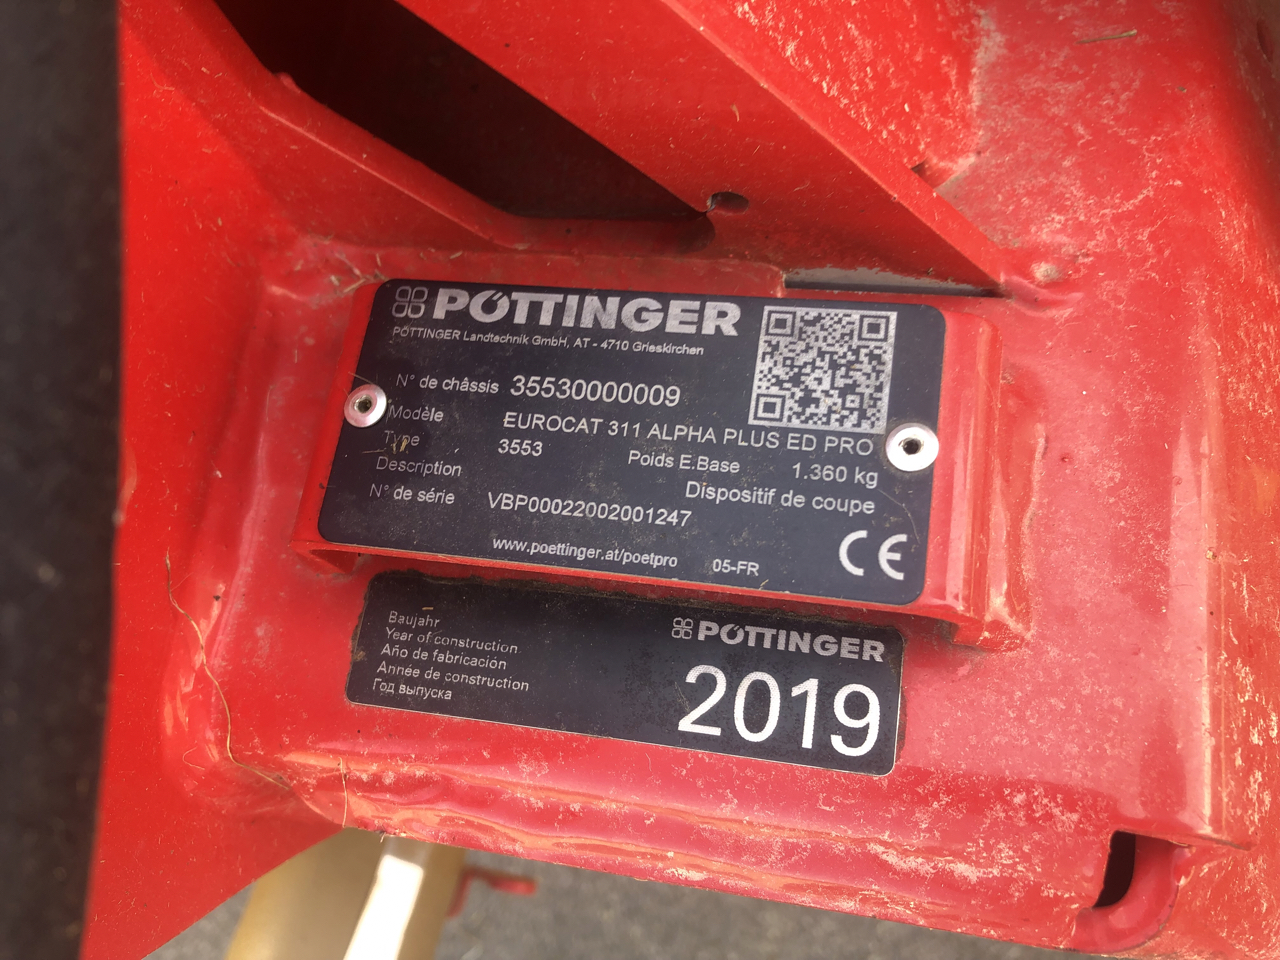 PÖTTINGER
PÖTTINGER Landtechnik GmbH, AT - 4710 Grieskirchen
N° de châssis 35530000009
Modèle EUROCAT 311 ALPHA PLUS ED PRO
Type 3553 Poids E.Base 1.360 kg
Description Dispositif de coupe
N° de série VBP00022002001247
www.poettinger.at/poetpro 05-FR CE
Baujahr
Year of construction
Año de fabricación
Année de construction
Год выпуска
PÖTTINGER
2019